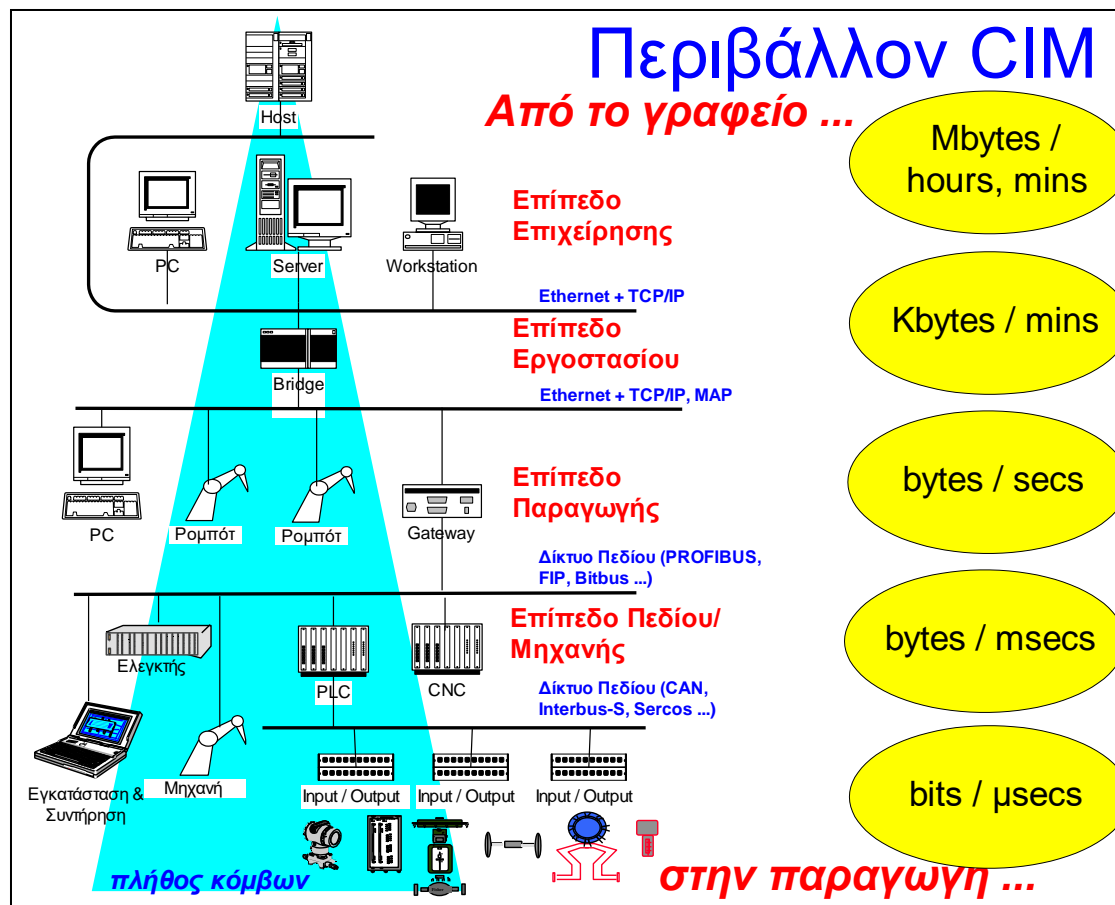 Περιβάλλον CIM
Από το γραφείο ...
Host
Mbytes /
hours, mins
Επίπεδο
Επιχείρησης
PC
Server
Workstation
Ethernet + TCP/IP
Kbytes / mins
Επίπεδο
Εργοστασίου
Bridge
Ethernet + TCP/IP, MAP
bytes / secs
Επίπεδο
Παραγωγής
PC
Ρομπότ
Ρομπότ
Gateway
Δίκτυο Πεδίου (PROFIBUS,
FIP, Bitbus ...)
Επίπεδο Πεδίου/
Μηχανής
bytes / msecs
Ελεγκτής
PLC
CNC
Δίκτυο Πεδίου (CAN,
Interbus-S, Sercos ...)
Εγκατάσταση &
Συντήρηση
Μηχανή
Input / Output
Input / Output
Input / Output
bits / μsecs
πλήθος κόμβων
στην παραγωγή ...